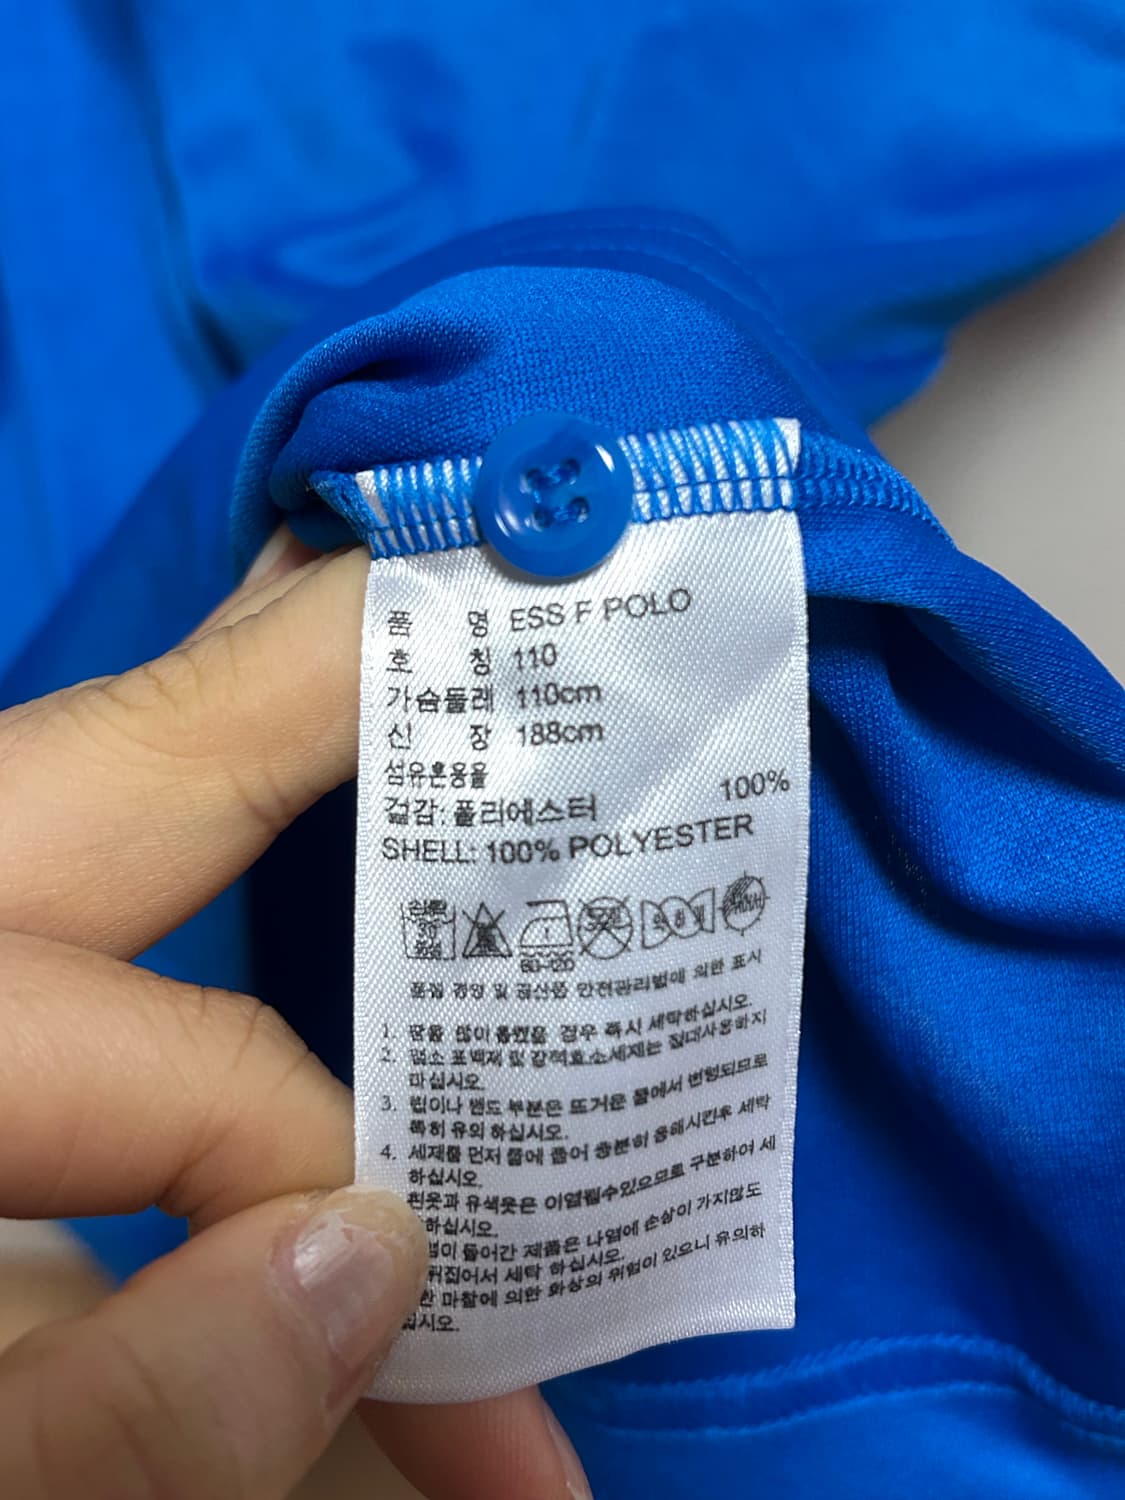 품 명 ESS F POLO
호 칭 110
가슴둘레 110cm
신 장 188cm
섬유혼용율
겉감: 폴리에스터 100%
SHELL: 100% POLYESTER
80-120
품질 경영 및 공산품 안전관리법에 의한 표시
1. 땀을 많이 흘렸을 경우 즉시 세탁하십시오.
2. 염소 표백제 및 강력효소세제는 절대사용하지
마십시오.
3. 립이나 밴드 부분은 뜨거운 물에서 변형되므로
특히 유의 하십시오.
4. 세제를 먼저 물에 풀어 충분히 용해시킨후 세탁
하십시오.
흰옷과 유색옷은 이염될수있으므로 구분하여 세
하십시오.
들어간 제품은 나염에 손상이 가지않도
뒤집어서 세탁 하십시오.
한 마찰에 의한 화상의 위험이 있으니 유의하
십시오.